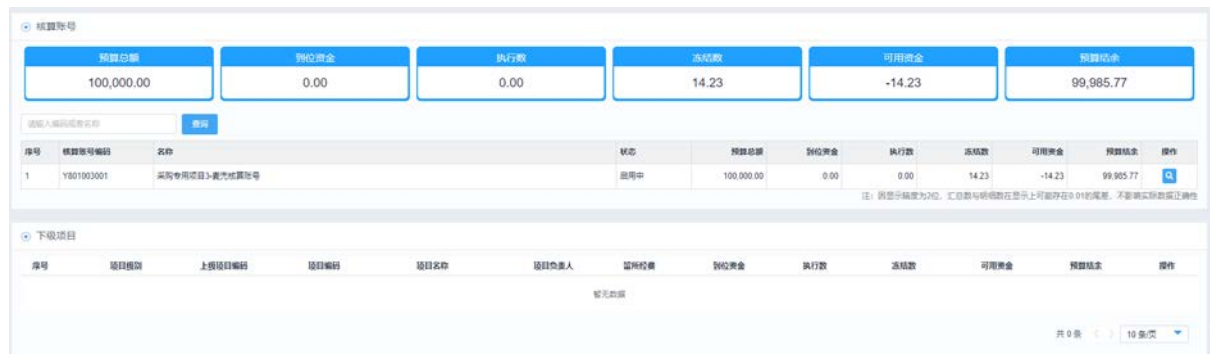 核算账号
预算总额 到位资金 执行数 冻结数 可用资金 预算结余
100,000.00 0.00 0.00 14.23 -14.23 99,985.77
请输入编码或者名称 查询
序号 核算账号编码 名称 状态 预算总额 到位资金 执行数 冻结数 可用资金 预算结余 操作
1 Y801003001 采购专用项目3-麦壳核算账号 启用中 100,000.00 0.00 0.00 14.23 -14.23 99,985.77
注：因显示精度为2位，汇总数与明细数在显示上可能存在0.01的尾差，不影响实际数据正确性
下级项目
序号 项目级别 上级项目编码 项目编码 项目名称 项目负责人 留所经费 到位资金 执行数 冻结数 可用资金 预算结余 操作
暂无数据
共 0 条 〈 〉 10 条/页